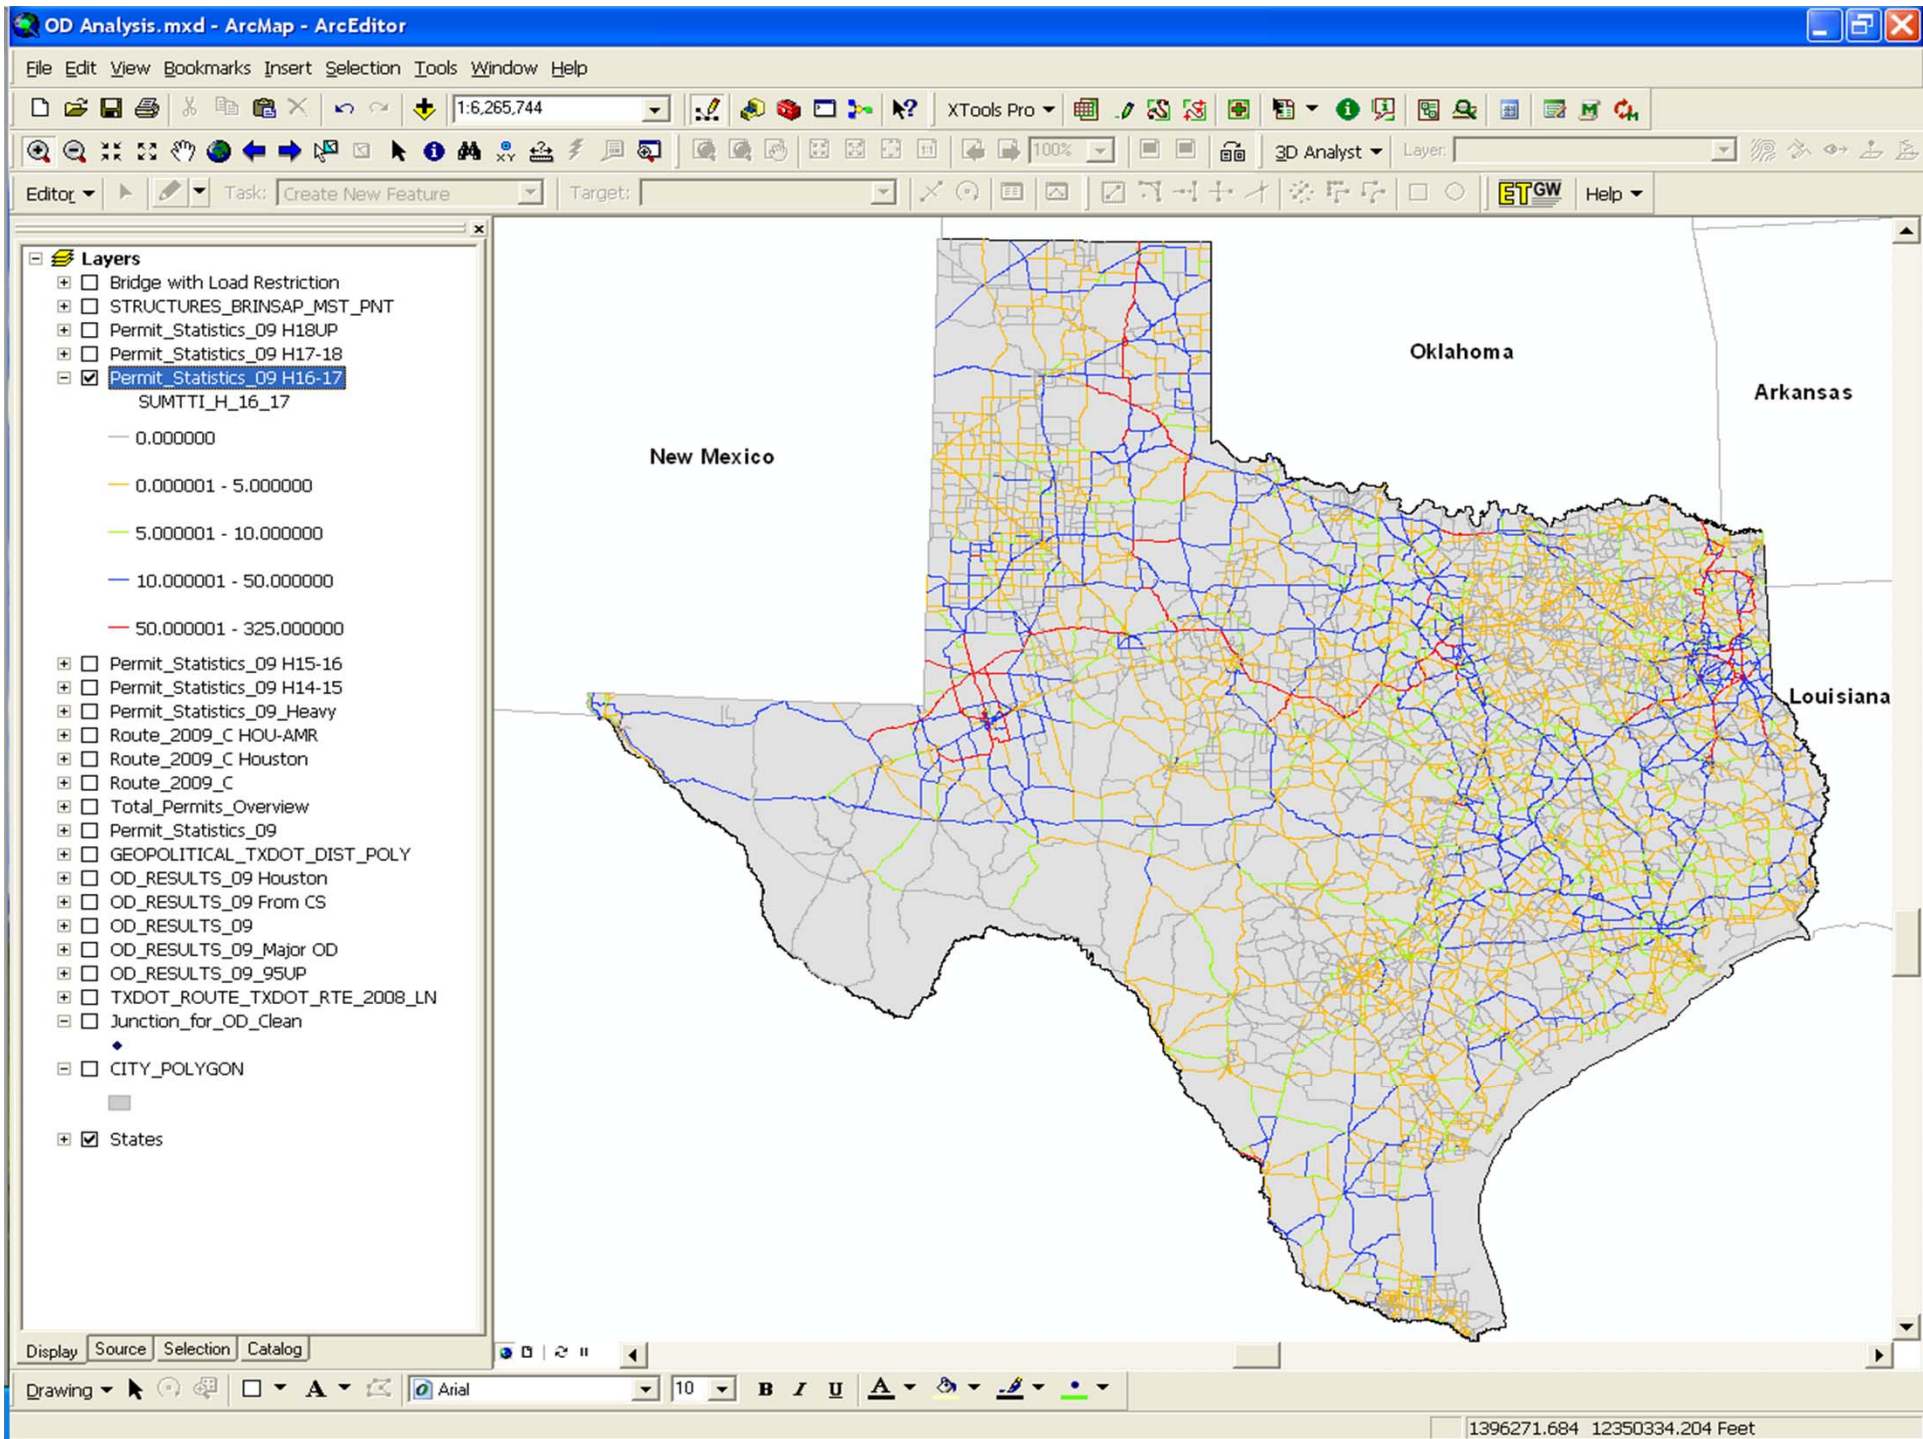 OD Analysis.mxd - ArcMap - ArcEditor
File Edit View Bookmarks Insert Selection Tools Window Help
1:6,265,744
XTools Pro
100%
3D Analyst
Layer:
Editor
Task:
Create New Feature
Target:
ETGW
Help
Layers
Bridge with Load Restriction
STRUCTURES_BRINSAP_MST_PNT
Permit_Statistics_09 H18UP
Permit_Statistics_09 H17-18
Permit_Statistics_09 H16-17
SUMTTI_H_16_17
0.000000
0.000001 - 5.000000
5.000001 - 10.000000
10.000001 - 50.000000
50.000001 - 325.000000
Permit_Statistics_09 H15-16
Permit_Statistics_09 H14-15
Permit_Statistics_09_Heavy
Route_2009_C HOU-AMR
Route_2009_C Houston
Route_2009_C
Total_Permits_Overview
Permit_Statistics_09
GEOPOLITICAL_TXDOT_DIST_POLY
OD_RESULTS_09 Houston
OD_RESULTS_09 From CS
OD_RESULTS_09
OD_RESULTS_09_Major OD
OD_RESULTS_09_95UP
TXDOT_ROUTE_TXDOT_RTE_2008_LN
Junction_for_OD_Clean
CITY_POLYGON
States
Oklahoma
Arkansas
New Mexico
Louisiana
Display Source Selection Catalog
Drawing
A
Arial
10
B I U A
1396271.684 12350334.204 Feet